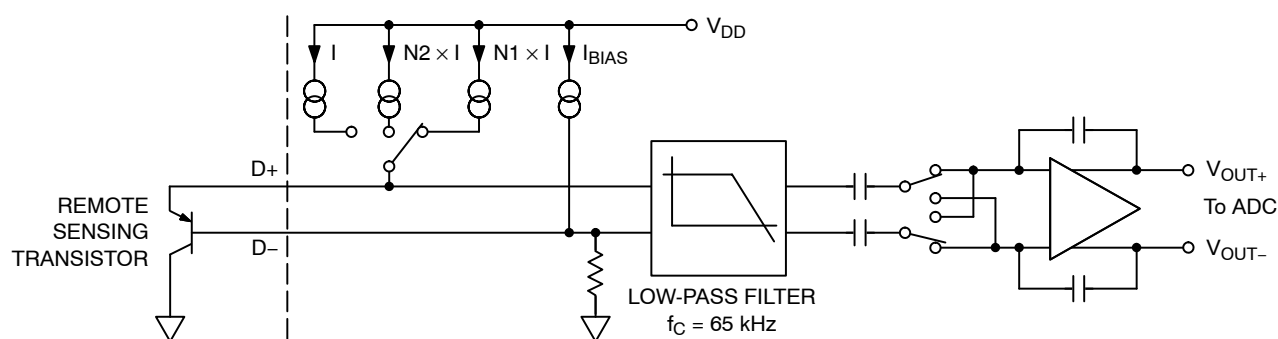 V_DD
I
N2 × I
N1 × I
I_BIAS
D+
REMOTE
SENSING
TRANSISTOR
D−
LOW-PASS FILTER
f_C = 65 kHz
V_OUT+
To ADC
V_OUT−